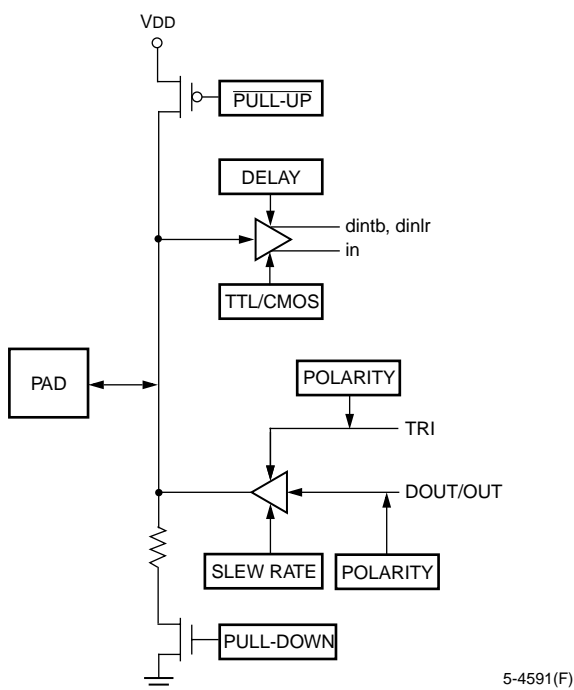 VDD
PULL-UP
DELAY
dintb, dinlr
in
TTL/CMOS
PAD
POLARITY
TRI
DOUT/OUT
SLEW RATE
POLARITY
PULL-DOWN
5-4591(F)